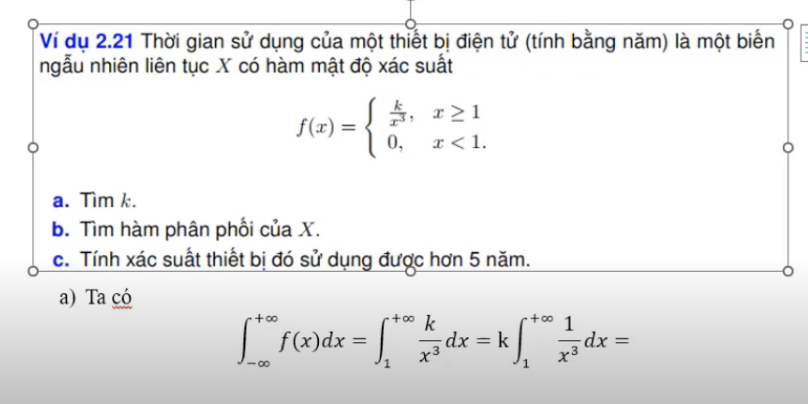 Ví dụ 2.21 Thời gian sử dụng của một thiết bị điện tử (tính bằng năm) là một biến
ngẫu nhiên liên tục X có hàm mật độ xác suất
f(x) = { k/x³, x ≥ 1
0, x < 1.
a. Tìm k.
b. Tìm hàm phân phối của X.
c. Tính xác suất thiết bị đó sử dụng được hơn 5 năm.
a) Ta có
∫_{-∞}^{+∞} f(x)dx = ∫_1^{+∞} k/x³ dx = k ∫_1^{+∞} 1/x³ dx =